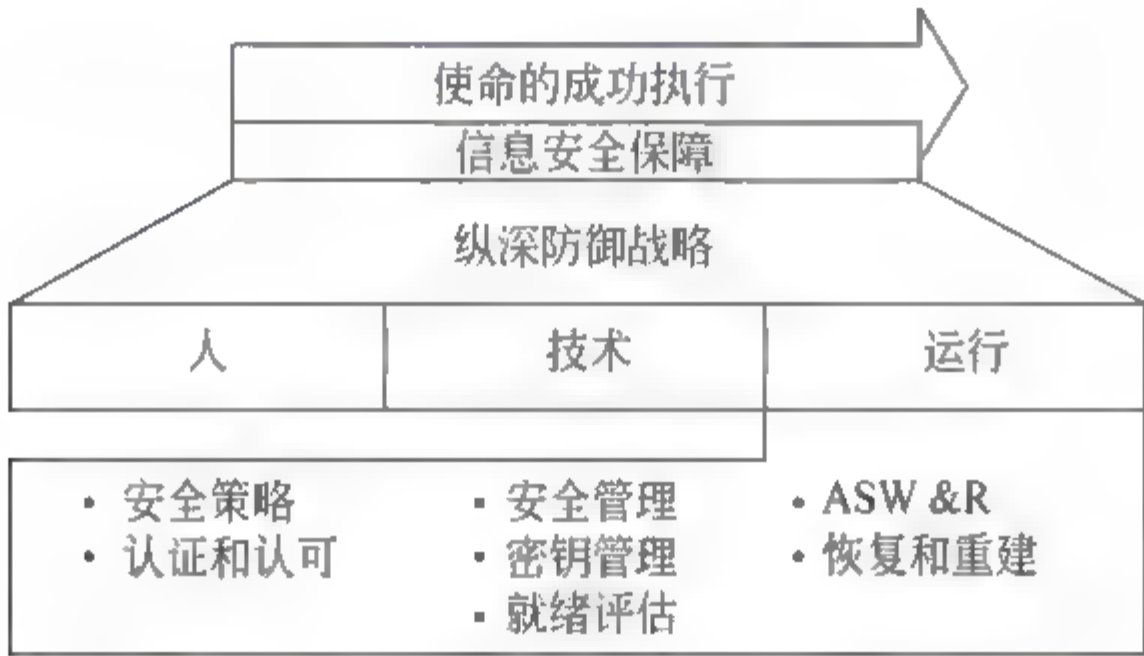 使命的成功执行
信息安全保障
纵深防御战略
人
技术
运行
• 安全策略
• 认证和认可
• 安全管理
• 密钥管理
• 就绪评估
• ASW &R
• 恢复和重建